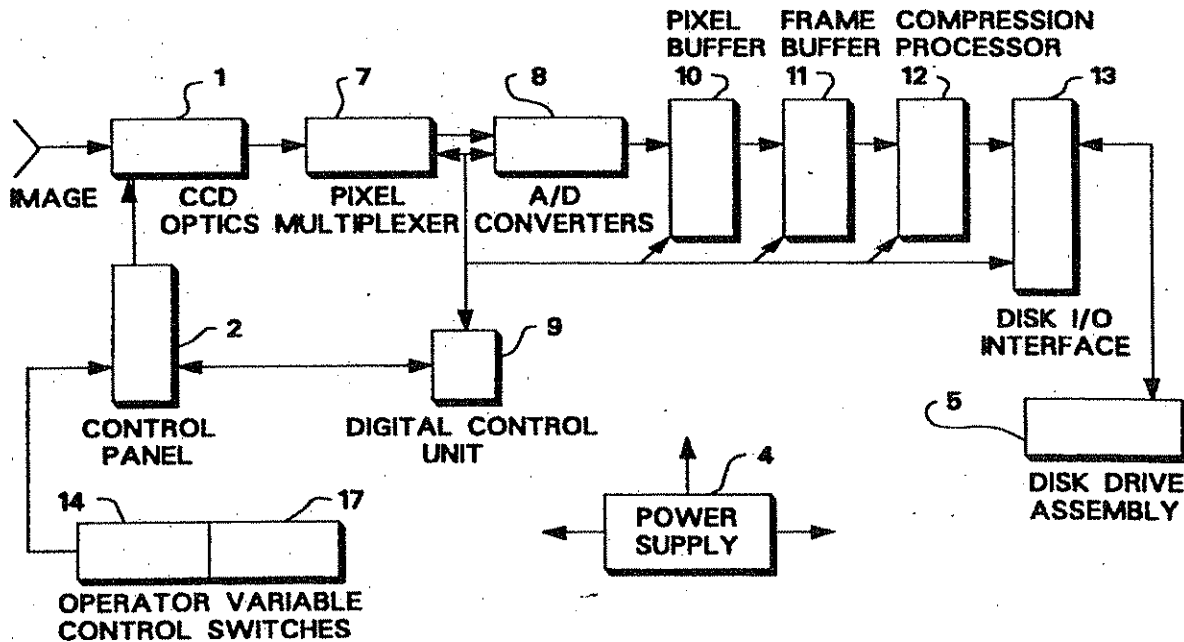 PIXEL FRAME COMPRESSION
BUFFER BUFFER PROCESSOR
1
7
8
10
11
12
13
IMAGE
CCD
OPTICS
PIXEL
MULTIPLEXER
A/D
CONVERTERS
2
9
DISK I/O
INTERFACE
CONTROL
PANEL
DIGITAL CONTROL
UNIT
5
DISK DRIVE
ASSEMBLY
14
17
4
POWER
SUPPLY
OPERATOR VARIABLE
CONTROL SWITCHES